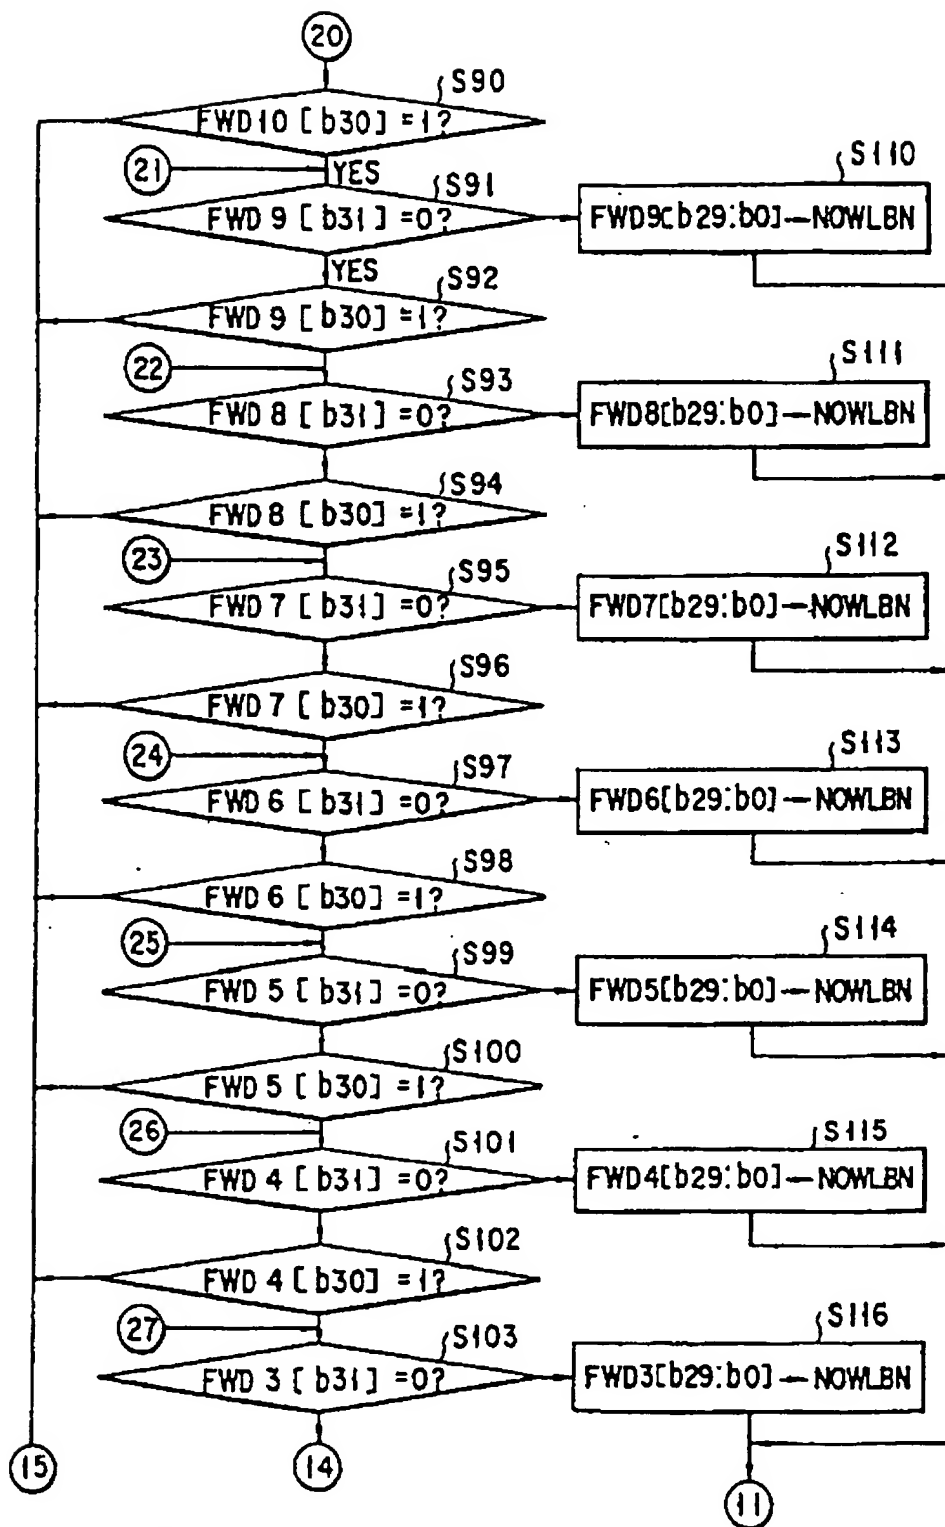 20
S90
FWD10 [b30] =1?
21
YES
S91
FWD 9 [b31] =0?
S110
FWD9[b29:b0]←NOWLBN
YES
S92
FWD 9 [b30] =1?
22
S93
FWD 8 [b31] =0?
S111
FWD8[b29:b0]←NOWLBN
S94
FWD 8 [b30] =1?
23
S95
FWD 7 [b31] =0?
S112
FWD7[b29:b0]←NOWLBN
S96
FWD 7 [b30] =1?
24
S97
FWD 6 [b31] =0?
S113
FWD6[b29:b0]←NOWLBN
S98
FWD 6 [b30] =1?
25
S99
FWD 5 [b31] =0?
S114
FWD5[b29:b0]←NOWLBN
S100
FWD 5 [b30] =1?
26
S101
FWD 4 [b31] =0?
S115
FWD4[b29:b0]←NOWLBN
S102
FWD 4 [b30] =1?
27
S103
FWD 3 [b31] =0?
S116
FWD3[b29:b0]←NOWLBN
15
14
11